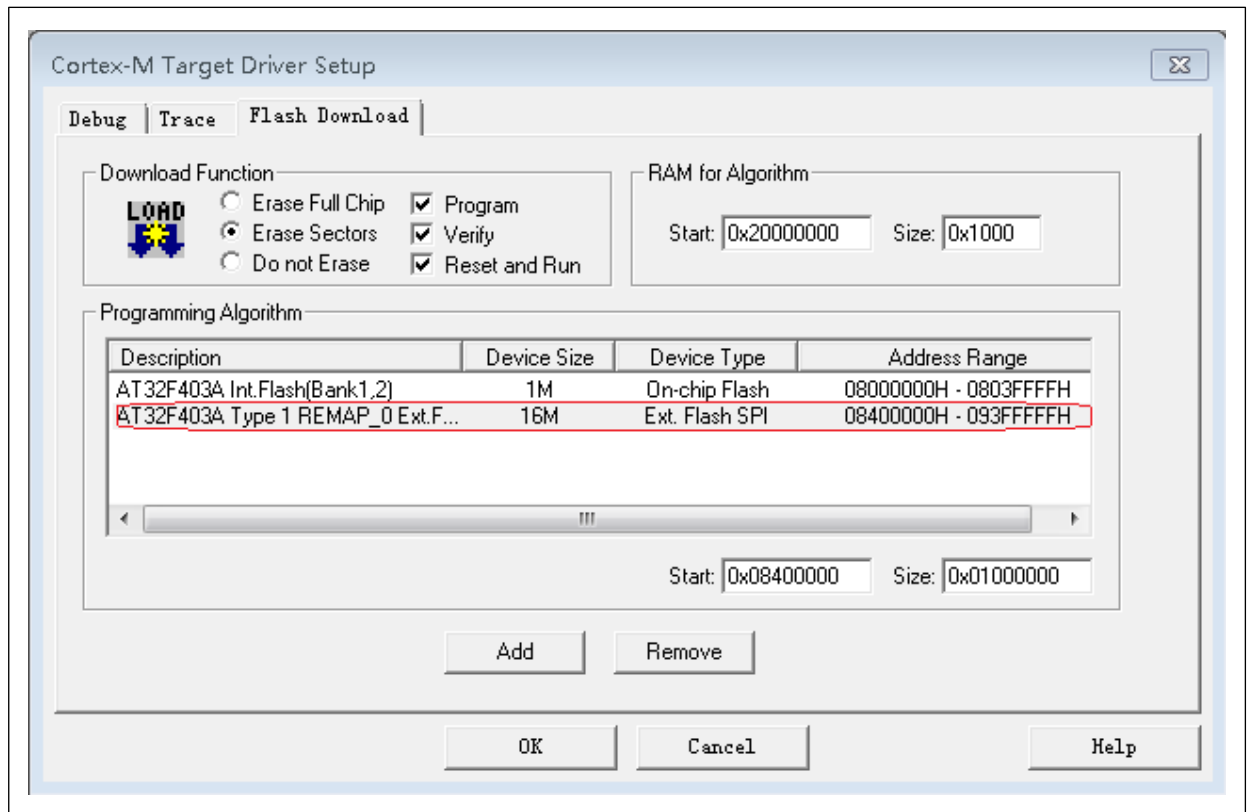 Cortex-M Target Driver Setup
Debug Trace Flash Download
Download Function
LOAD
Erase Full Chip
Erase Sectors
Do not Erase
Program
Verify
Reset and Run
RAM for Algorithm
Start: 0x20000000 Size: 0x1000
Programming Algorithm
Description Device Size Device Type Address Range
AT32F403A Int.Flash(Bank1,2) 1M On-chip Flash 08000000H - 0803FFFFH
AT32F403A Type 1 REMAP_0 Ext.F... 16M Ext. Flash SPI 08400000H - 093FFFFFH
Start: 0x08400000 Size: 0x01000000
Add Remove
OK Cancel Help